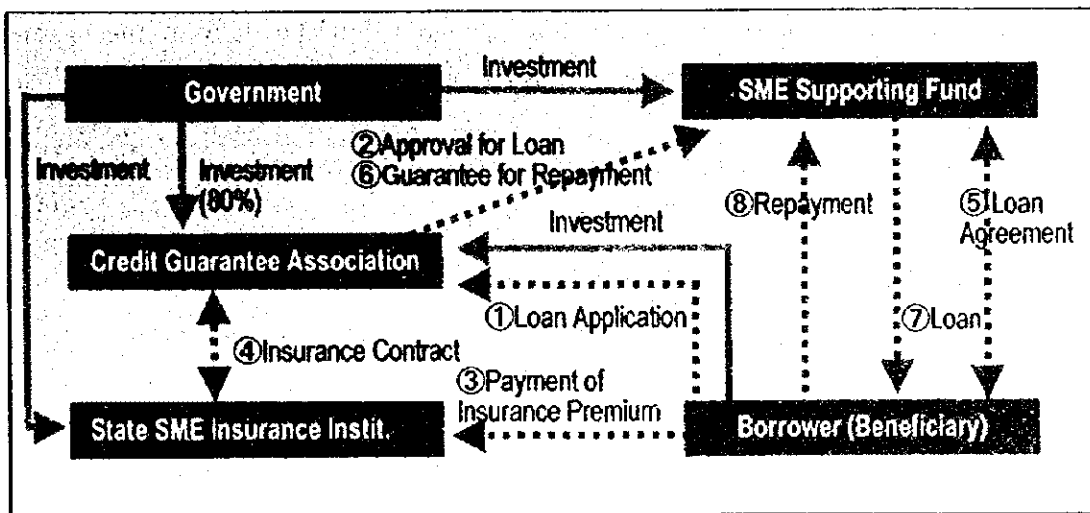 Investment
Government
SME Supporting Fund
②Approval for Loan
⑥Guarantee for Repayment
Investment
Investment
(80%)
⑧Repayment
⑤Loan
Agreement
Investment
Credit Guarantee Association
①Loan Application
⑦Loan
④Insurance Contract
③Payment of
Insurance Premium
State SME Insurance Instit.
Borrower (Beneficiary)